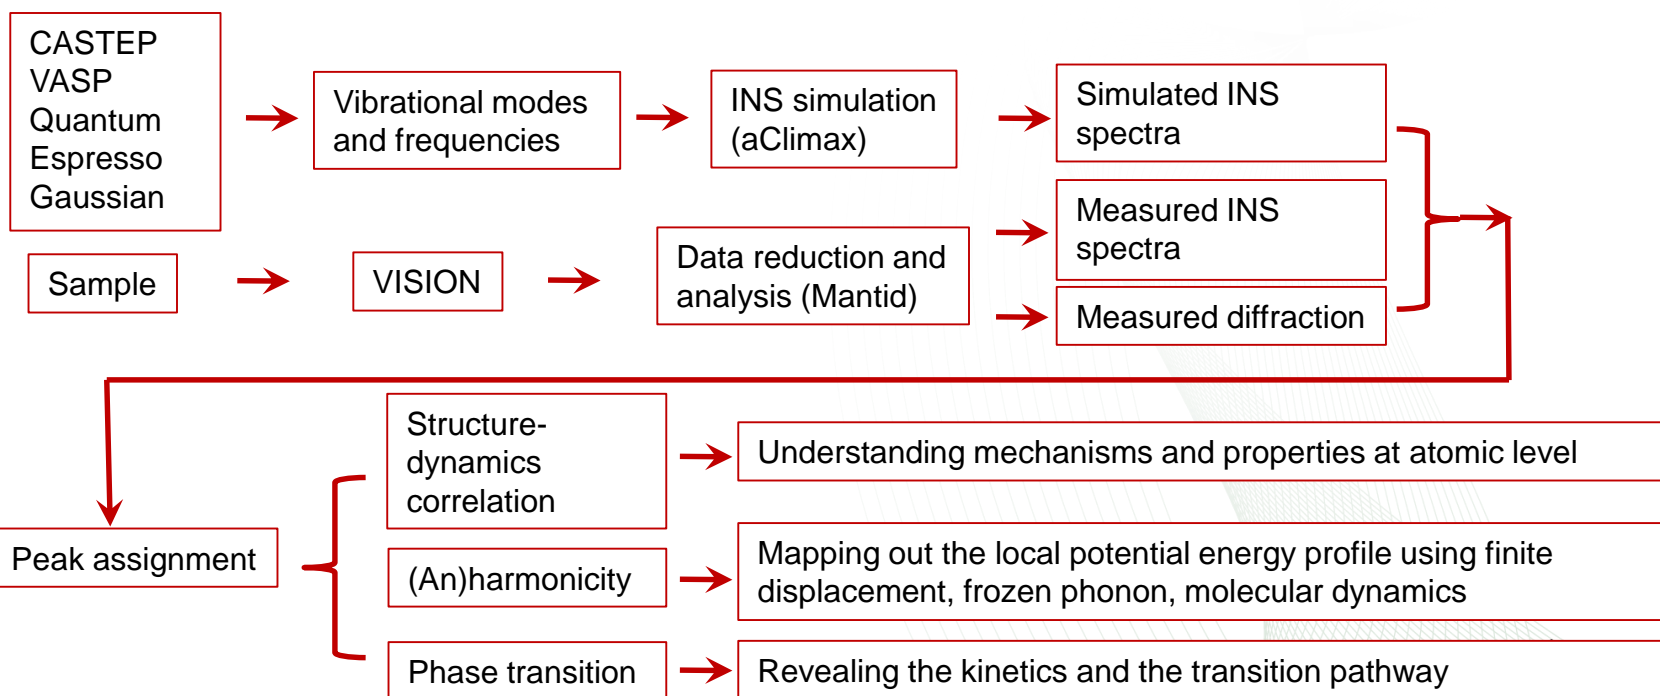 CASTEP
VASP
Quantum
Espresso
Gaussian
Vibrational modes
and frequencies
INS simulation
(aClimax)
Simulated INS
spectra
Sample
VISION
Data reduction and
analysis (Mantid)
Measured INS
spectra
Measured diffraction
Peak assignment
Structure-
dynamics
correlation
Understanding mechanisms and properties at atomic level
(An)harmonicity
Mapping out the local potential energy profile using finite
displacement, frozen phonon, molecular dynamics
Phase transition
Revealing the kinetics and the transition pathway